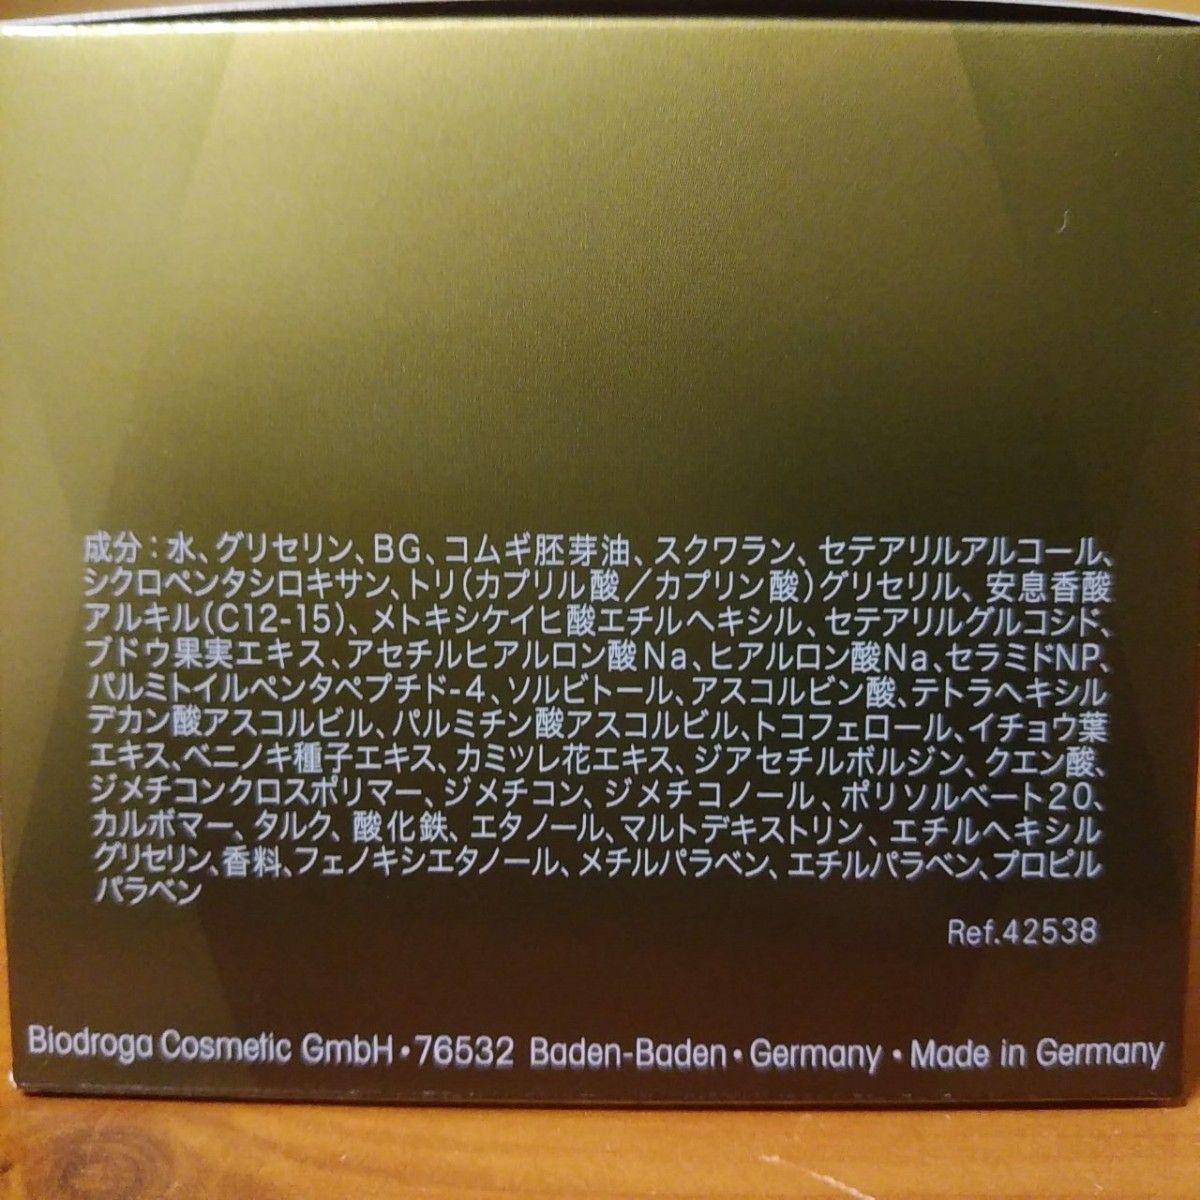 成分：水、グリセリン、BG、コムギ胚芽油、スクワラン、セテアリルアルコール、
シクロペンタシロキサン、トリ（カプリル酸／カプリン酸）グリセリル、安息香酸
アルキル（C12-15）、メトキシケイヒ酸エチルヘキシル、セテアリルグルコシド、
ブドウ果実エキス、アセチルヒアルロン酸Na、ヒアルロン酸Na、セラミドNP、
パルミトイルペンタペプチド-4、ソルビトール、アスコルビン酸、テトラヘキシル
デカン酸アスコルビル、パルミチン酸アスコルビル、トコフェロール、イチョウ葉
エキス、ベニノキ種子エキス、カミツレ花エキス、ジアセチルボルジン、クエン酸、
ジメチコンクロスポリマー、ジメチコン、ジメチコノール、ポリソルベート20、
カルボマー、タルク、酸化鉄、エタノール、マルトデキストリン、エチルヘキシル
グリセリン、香料、フェノキシエタノール、メチルパラベン、エチルパラベン、プロピル
パラベン
Ref.42538
Biodroga Cosmetic GmbH・76532 Baden-Baden・Germany・Made in Germany